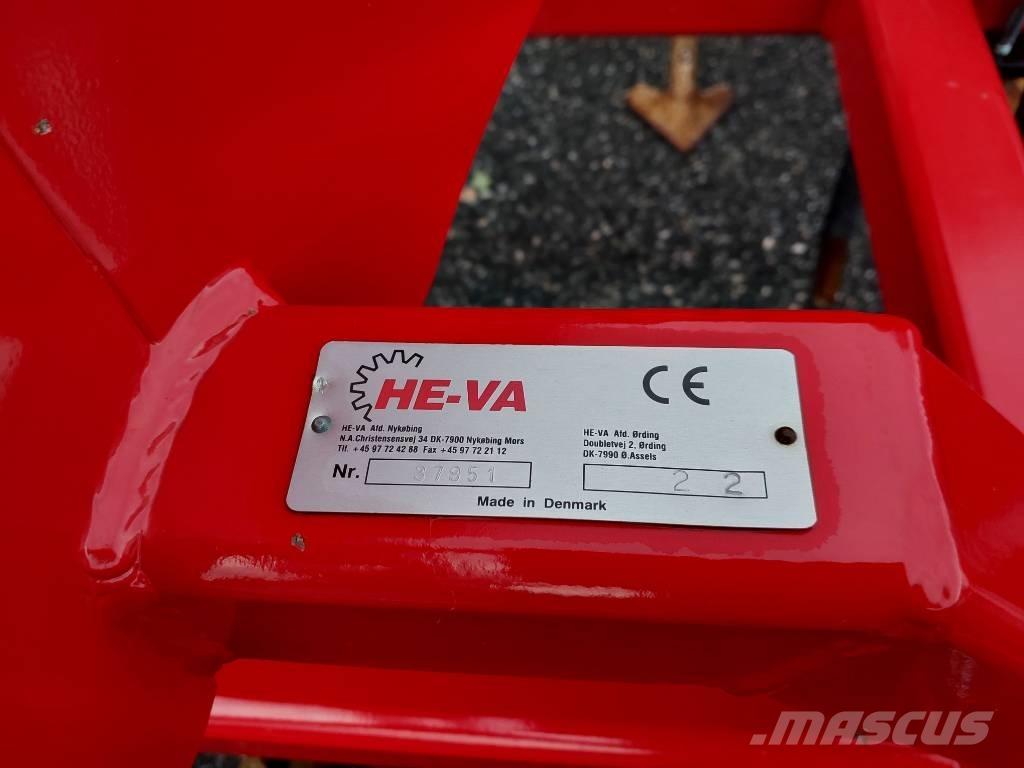 HE-VA
CE
HE-VA Afd. Nykøbing
N.A.Christensensvej 34 DK-7900 Nykøbing Mors
Tlf. +45 97 72 42 88 Fax +45 97 72 21 12
HE-VA Afd. Ørding
Doubletvej 2, Ørding
DK-7990 Ø.Assels
Nr. 37951
2 2
Made in Denmark
MASCUS